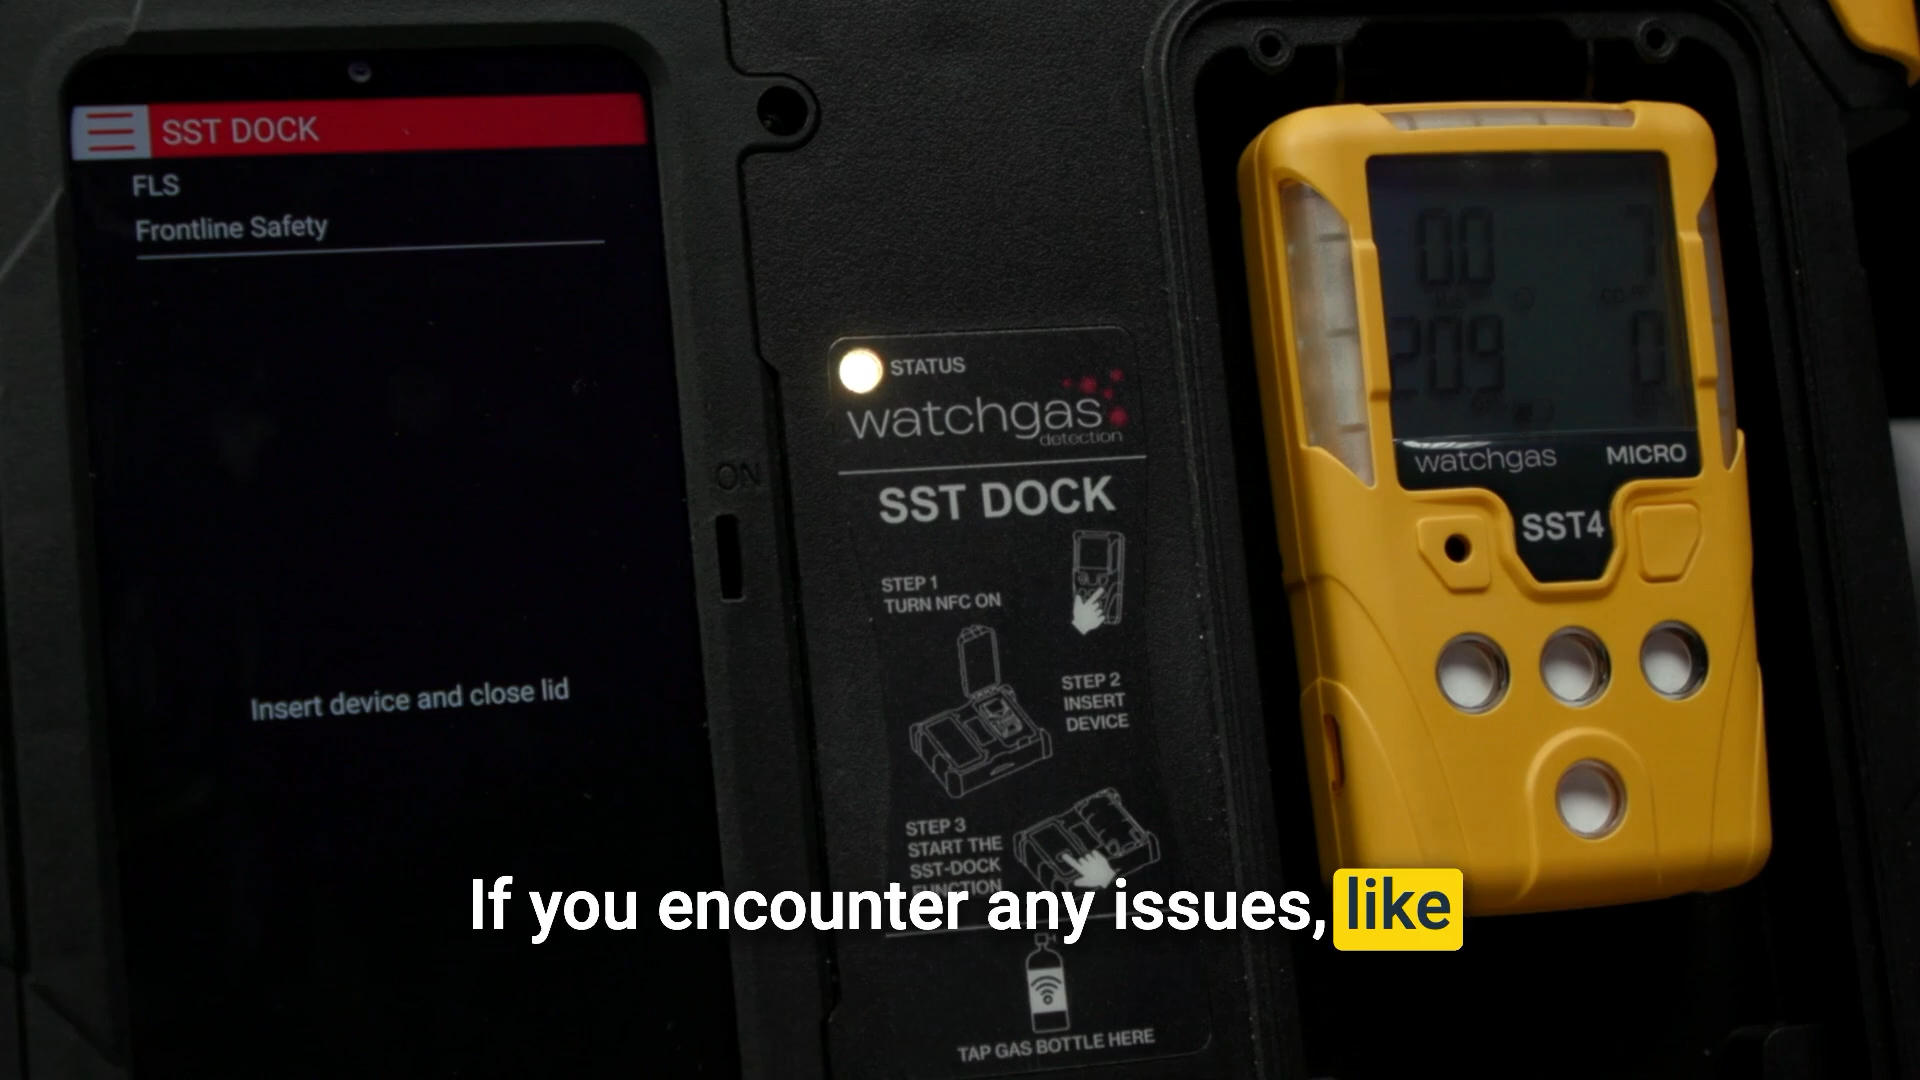 SST DOCK
FLS
Frontline Safety
Insert device and close lid
ON
STATUS
watchgas
detection
SST DOCK
STEP 1
TURN NFC ON
STEP 2
INSERT
DEVICE
STEP 3
START THE
SST-DOCK
FUNCTION
TAP GAS BOTTLE HERE
0.0
7
20.9
0
watchgas MICRO
SST4
If you encounter any issues, like